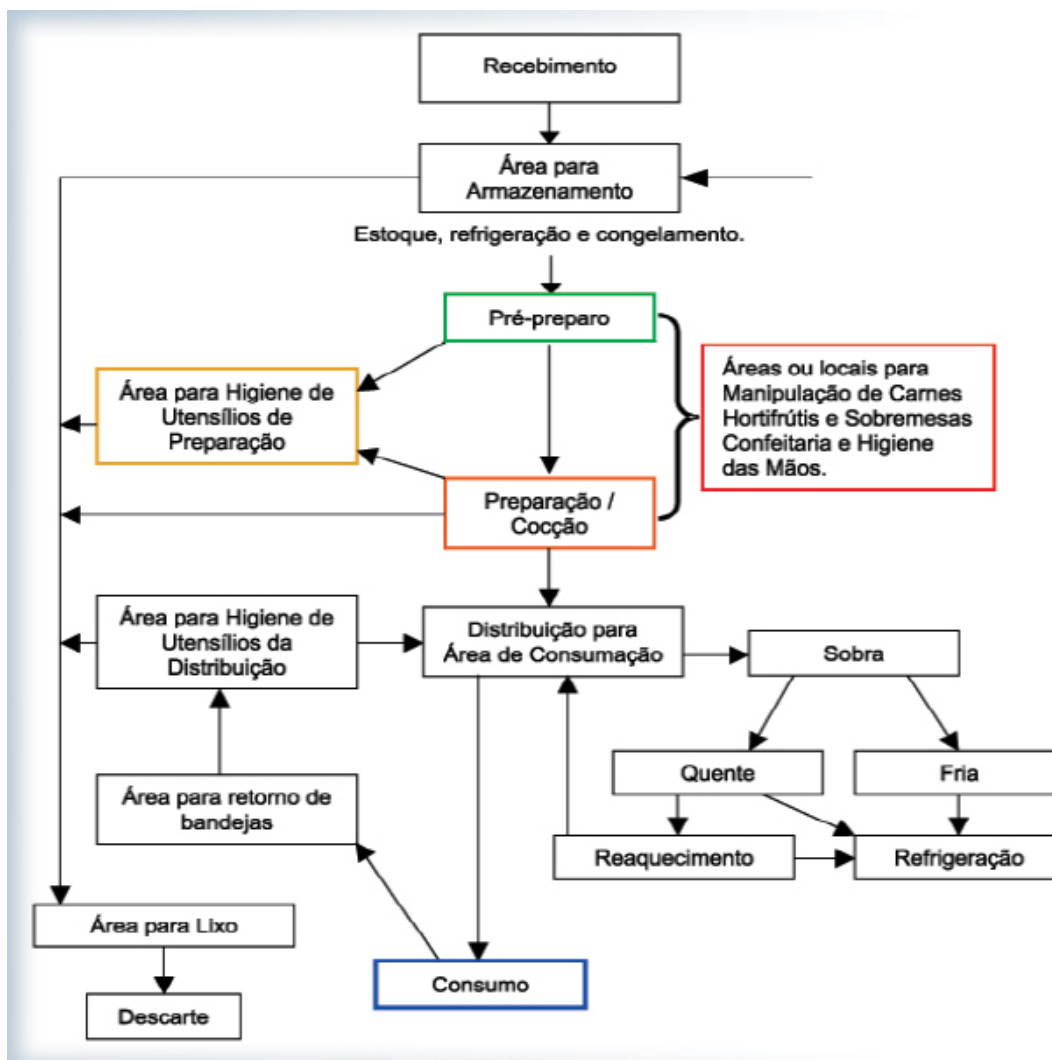 Recebimento
Área para
Armazenamento
Estoque, refrigeração e congelamento.
Pré-preparo
Área para Higiene de
Utensílios de
Preparação
Áreas ou locais para
Manipulação de Carnes
Hortifrútis e Sobremesas
Confeitaria e Higiene
das Mãos.
Preparação /
Cocção
Área para Higiene de
Utensílios da
Distribuição
Distribuição para
Área de Consumação
Sobra
Quente
Fria
Área para retorno de
bandejas
Reaquecimento
Refrigeração
Área para Lixo
Consumo
Descarte